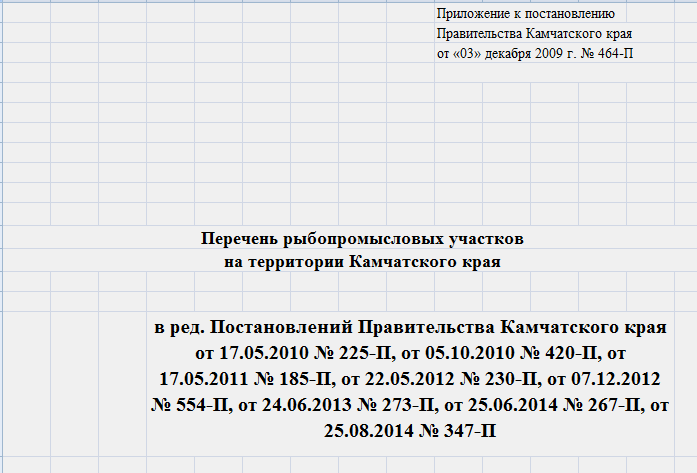 Приложение к постановлению
Правительства Камчатского края
от «03» декабря 2009 г. № 464-П
Перечень рыбопромысловых участков
на территории Камчатского края
в ред. Постановлений Правительства Камчатского края
от 17.05.2010 № 225-П, от 05.10.2010 № 420-П, от
17.05.2011 № 185-П, от 22.05.2012 № 230-П, от 07.12.2012
№ 554-П, от 24.06.2013 № 273-П, от 25.06.2014 № 267-П, от
25.08.2014 № 347-П